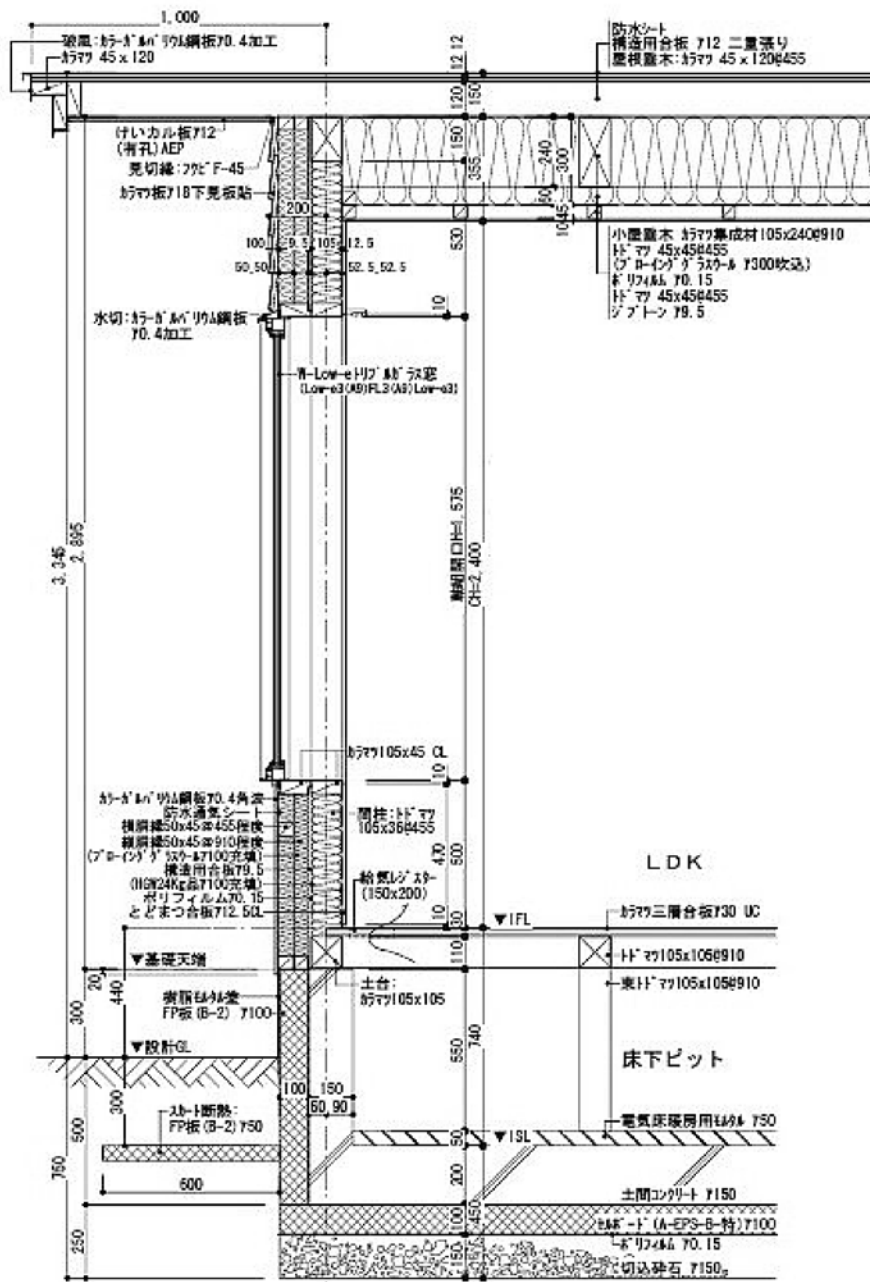 1,000
破風:カラーガルバリウム鋼板ｱ0.4加工
カラマツ 45x120
防水シート
構造用合板 ｱ12 二重張り
屋根垂木:カラマツ 45x120@455
12 12
120
150
けいカル板ｱ12
(有孔)AEP
見切縁:フクビF-45
カラマツ板ｱ18下見板貼
150
355
240
300
60
1045
200
100
9.5
105
12.5
50,50
52.5,52.5
530
小屋垂木 カラマツ集成材105x240@910
トドマツ 45x45@455
(ブローインググラスウール ｱ300吹込)
ポリフィルム ｱ0.15
トドマツ 45x45@455
ジプトーン ｱ9.5
水切:カラーガルバリウム鋼板
ｱ0.4加工
10
W-Low-eトリプルガラス窓
(Low-e3(A9)FL3(A9)Low-e3)
3,345
2,895
軸組開口H=1,575
CH=2,400
カラマツ105x45 CL
10
カラーガルバリウム鋼板ｱ0.4角波
防水通気シート
横胴縁50x45@455程度
縦胴縁50x45@910程度
(ブローインググラスウールｱ100充填)
構造用合板ｱ9.5
(HGW24Kg品ｱ100充填)
ポリフィルムｱ0.15
とどまつ合板ｱ12.5CL
間柱:トドマツ
105x36@455
470
500
給気レジスター
(150x200)
10
30
LDK
▼1FL
カラマツ三層合板ｱ30 UC
▼基礎天端
110
トドマツ105x105@910
20
440
300
樹脂モルタル塗
FP板(B-2) ｱ100
土台:
カラマツ105x105
束トドマツ105x105@910
▼設計GL
550
740
床下ピット
100
150
60,90
300
スカート断熱:
FP板(B-2)ｱ50
電気床暖房用モルタル ｱ50
500
750
50
▼ISL
600
200
土間コンクリート ｱ150
450
100
(A-EPS-B-特)ｱ100
ポリフィルム ｱ0.15
250
150
切込砕石 ｱ150